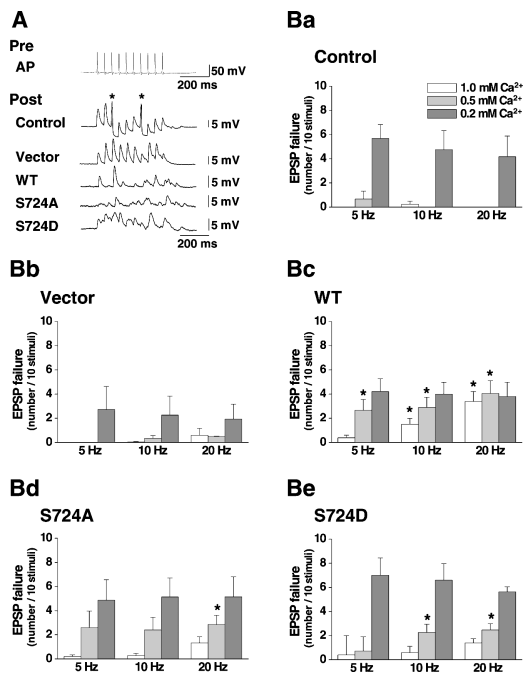 A
Pre
AP
50 mV
200 ms
Post
* *
Control
5 mV
Vector
5 mV
WT
5 mV
S724A
5 mV
S724D
5 mV
200 ms
Ba
Control
1.0 mM Ca2+
0.5 mM Ca2+
0.2 mM Ca2+
EPSP failure
(number / 10 stimuli)
10
8
6
4
2
0
5 Hz 10 Hz 20 Hz
Bb
Vector
EPSP failure
(number / 10 stimuli)
10
8
6
4
2
0
5 Hz 10 Hz 20 Hz
Bc
WT
EPSP failure
(number / 10 stimuli)
10
8
6
4
2
0
* * * * *
5 Hz 10 Hz 20 Hz
Bd
S724A
EPSP failure
(number / 10 stimuli)
10
8
6
4
2
0
*
5 Hz 10 Hz 20 Hz
Be
S724D
EPSP failure
(number / 10 stimuli)
10
8
6
4
2
0
* *
5 Hz 10 Hz 20 Hz